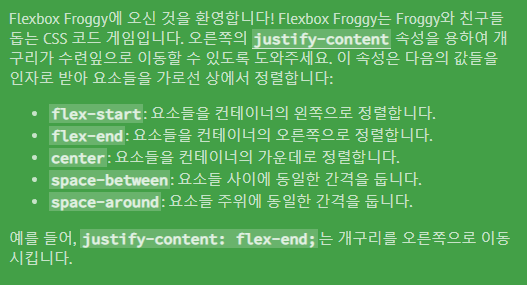 Flexbox Froggy에 오신 것을 환영합니다! Flexbox Froggy는 Froggy와 친구들
돕는 CSS 코드 게임입니다. 오른쪽의 justify-content 속성을 용하여 개
구리가 수련잎으로 이동할 수 있도록 도와주세요. 이 속성은 다음의 값들을
인자로 받아 요소들을 가로선 상에서 정렬합니다:
• flex-start: 요소들을 컨테이너의 왼쪽으로 정렬합니다.
• flex-end: 요소들을 컨테이너의 오른쪽으로 정렬합니다.
• center: 요소들을 컨테이너의 가운데로 정렬합니다.
• space-between: 요소들 사이에 동일한 간격을 둡니다.
• space-around: 요소들 주위에 동일한 간격을 둡니다.
예를 들어, justify-content: flex-end;는 개구리를 오른쪽으로 이동
시킵니다.